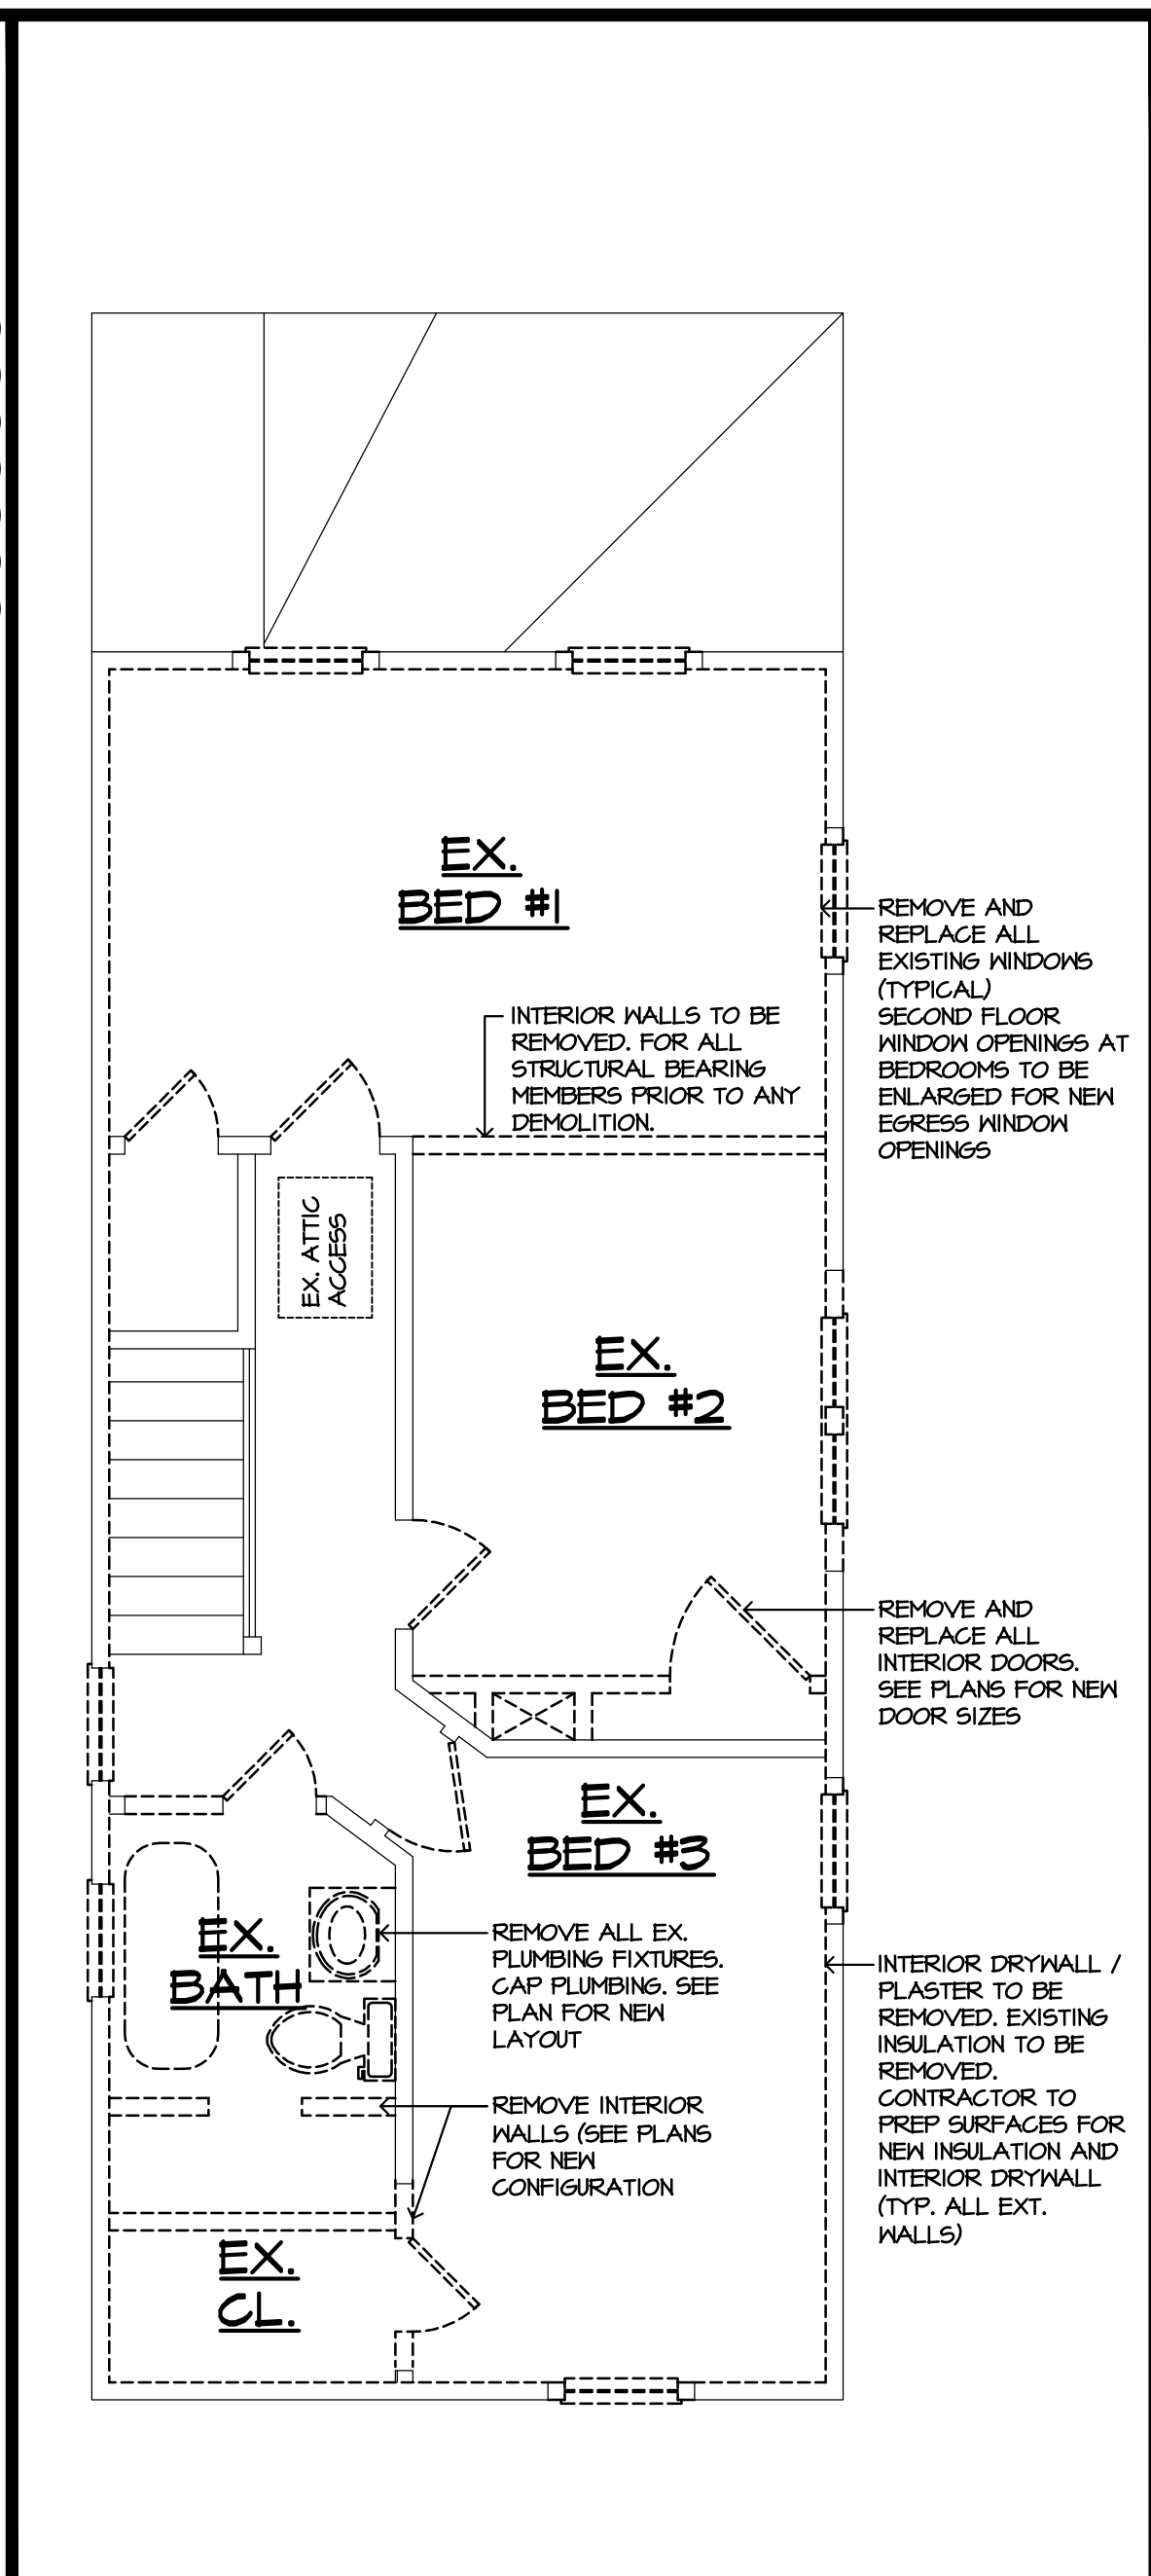 EX.
BED #1
REMOVE AND
REPLACE ALL
EXISTING WINDOWS
(TYPICAL)
SECOND FLOOR
WINDOW OPENINGS AT
BEDROOMS TO BE
ENLARGED FOR NEW
EGRESS WINDOW
OPENINGS
INTERIOR WALLS TO BE
REMOVED. FOR ALL
STRUCTURAL BEARING
MEMBERS PRIOR TO ANY
DEMOLITION.
EX. ATTIC
ACCESS
EX.
BED #2
REMOVE AND
REPLACE ALL
INTERIOR DOORS.
SEE PLANS FOR NEW
DOOR SIZES
EX.
BED #3
EX.
BATH
REMOVE ALL EX.
PLUMBING FIXTURES.
CAP PLUMBING. SEE
PLAN FOR NEW
LAYOUT
INTERIOR DRYWALL /
PLASTER TO BE
REMOVED. EXISTING
INSULATION TO BE
REMOVED.
CONTRACTOR TO
PREP SURFACES FOR
NEW INSULATION AND
INTERIOR DRYWALL
(TYP. ALL EXT.
WALLS)
REMOVE INTERIOR
WALLS (SEE PLANS
FOR NEW
CONFIGURATION
EX.
CL.